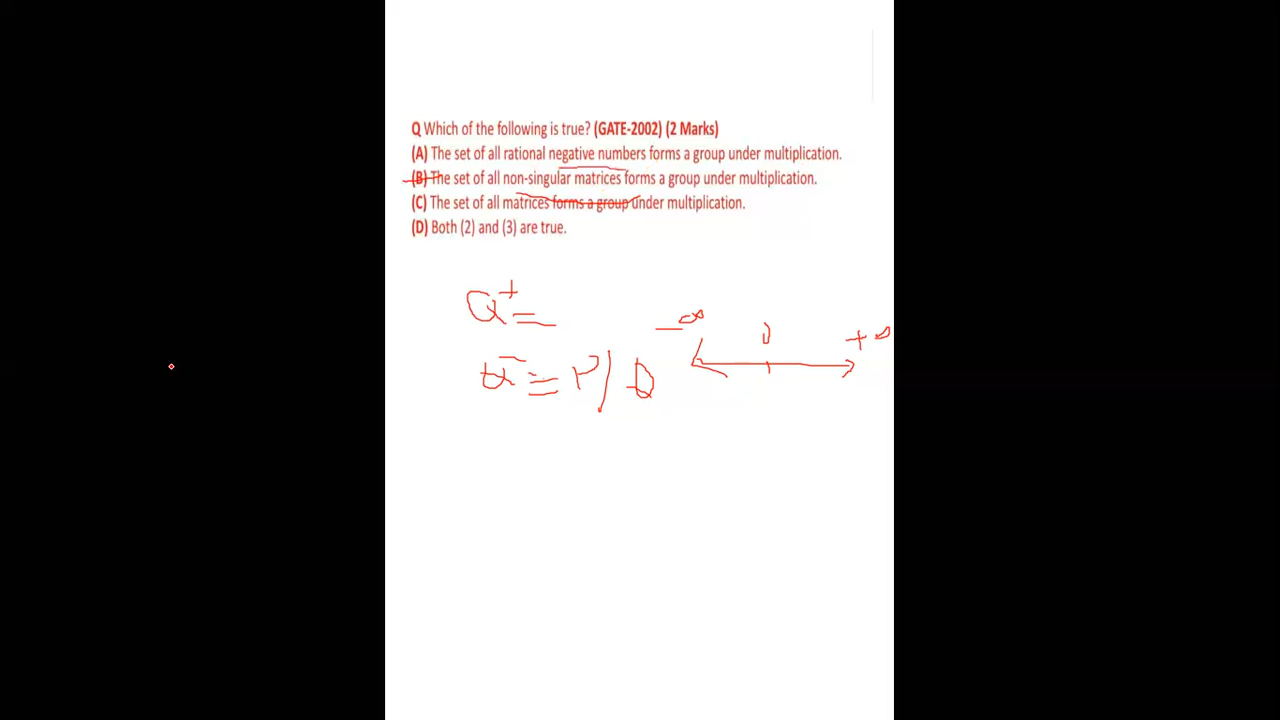 Q Which of the following is true? (GATE-2002) (2 Marks)
(A) The set of all rational negative numbers forms a group under multiplication.
(B) The set of all non-singular matrices forms a group under multiplication.
(C) The set of all matrices forms a group under multiplication.
(D) Both (2) and (3) are true.
Q⁺ =
-∞ 0 +∞
Q⁻ = P/Q